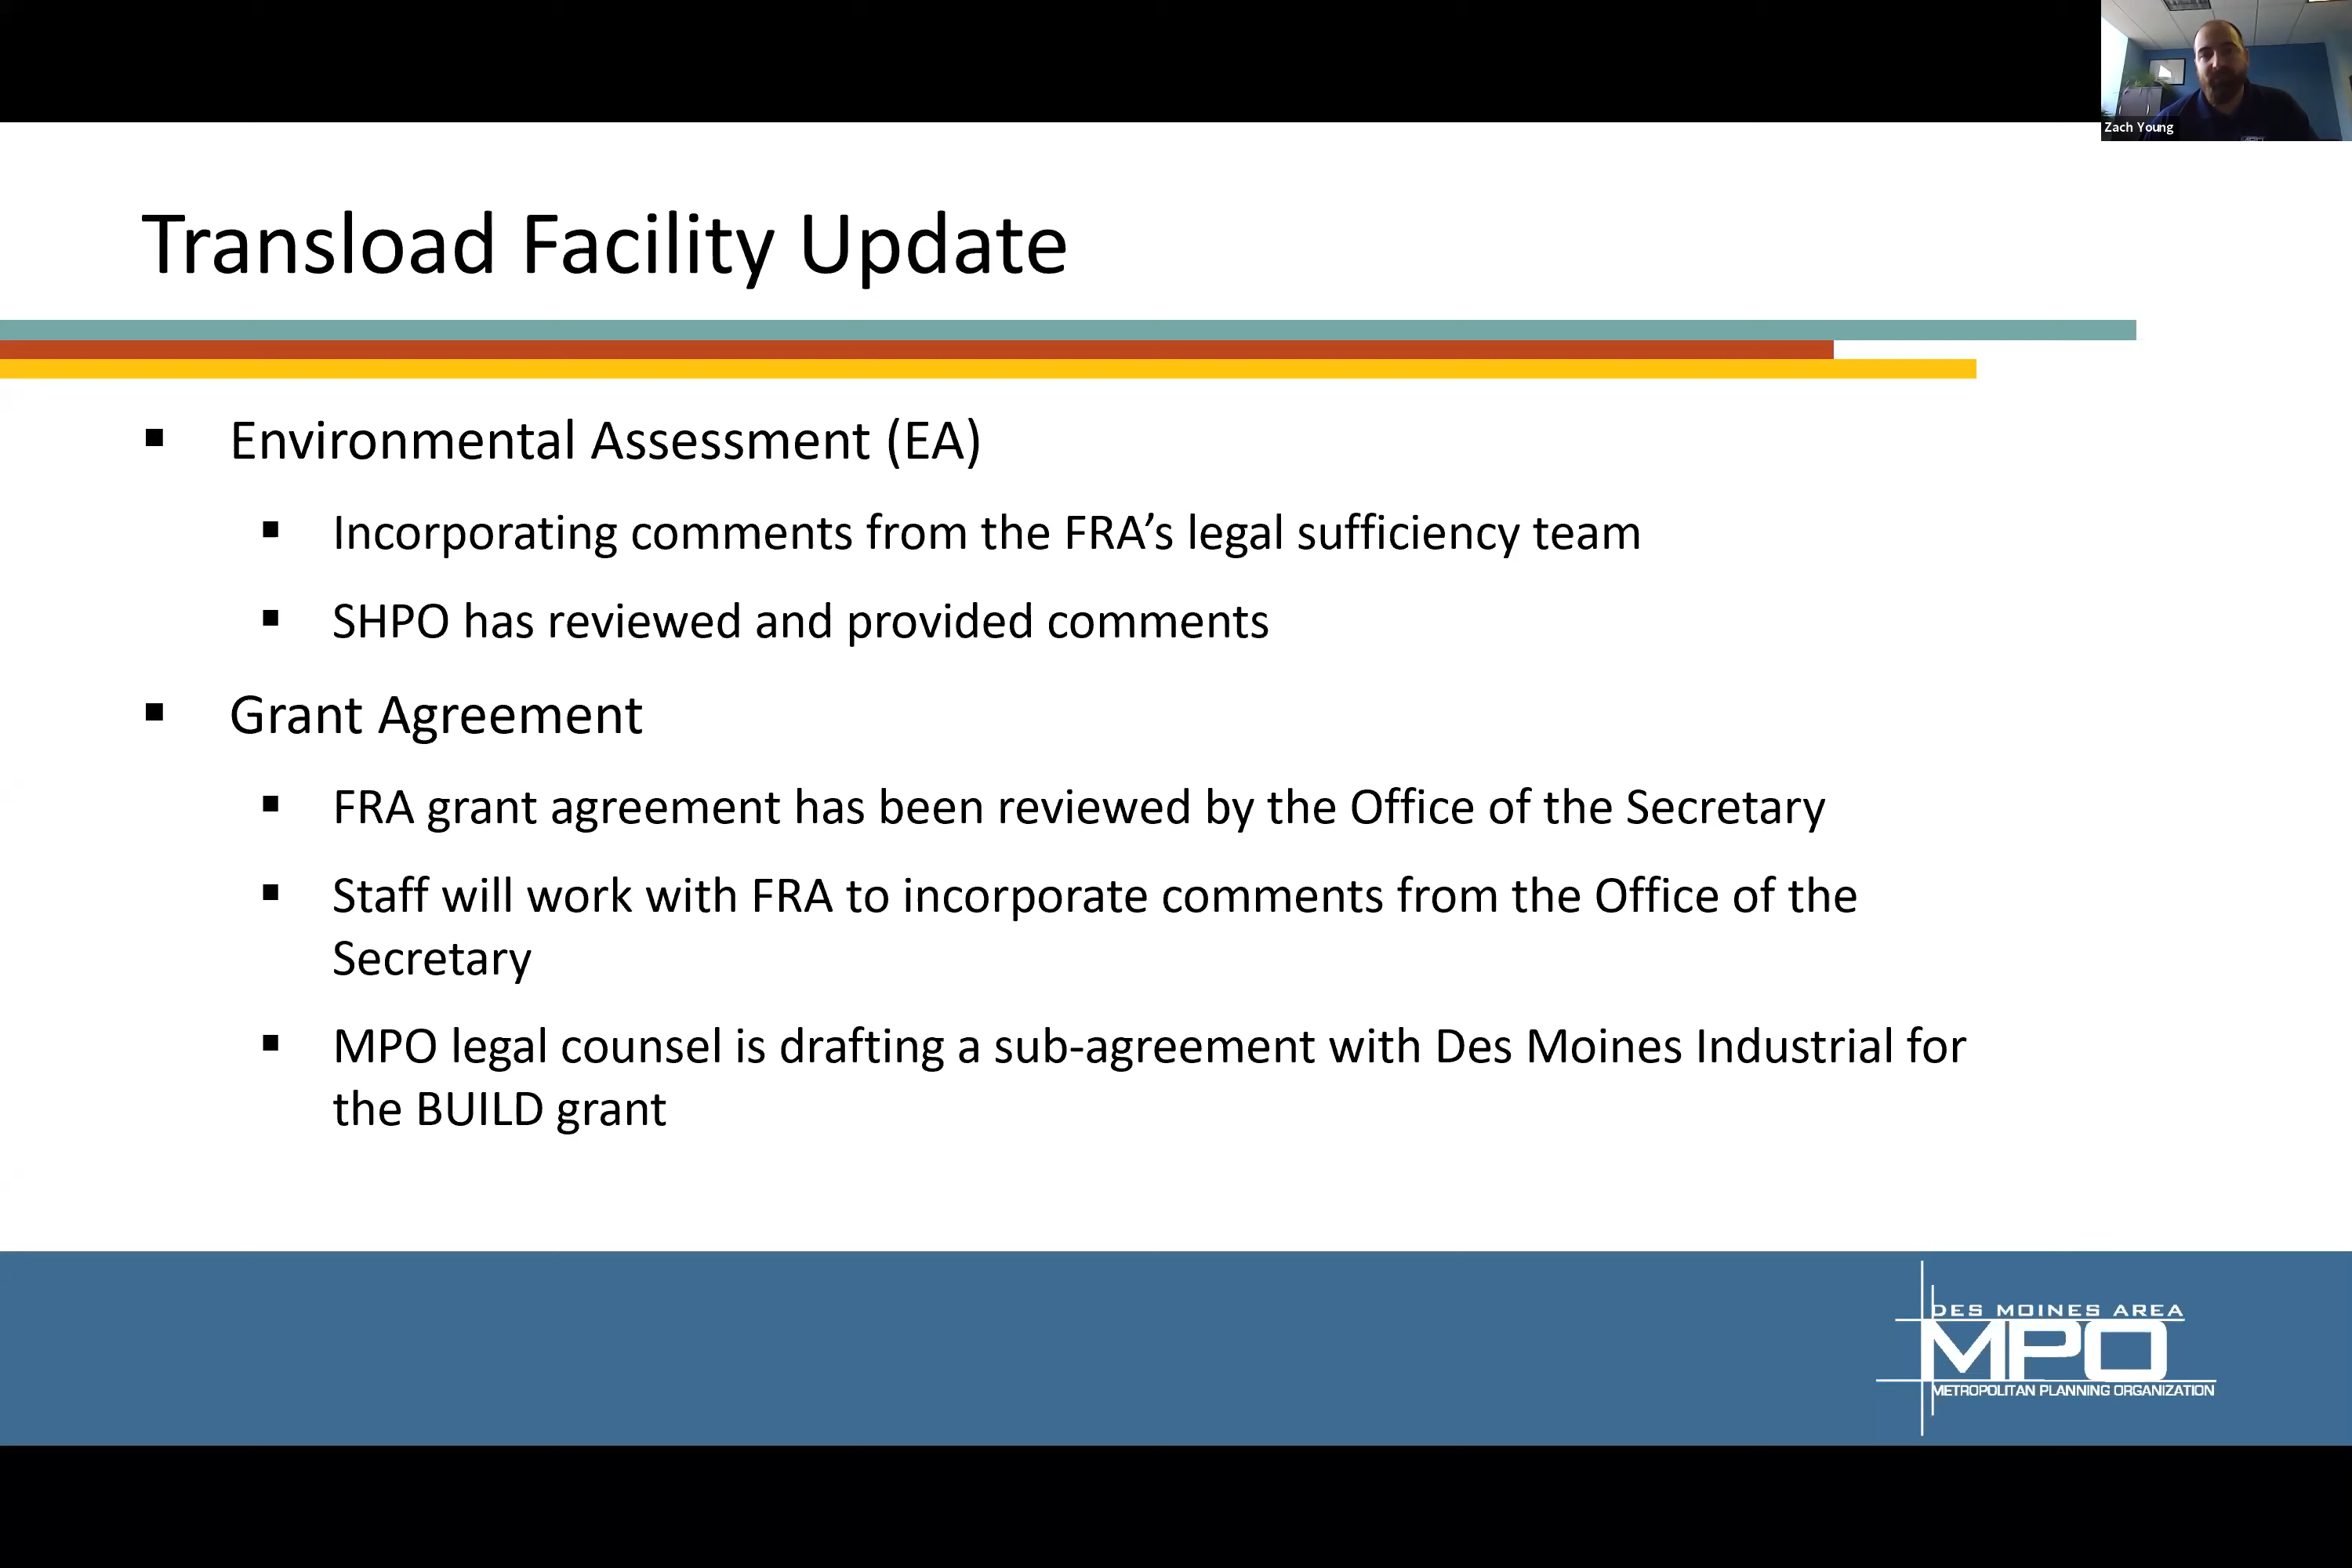 Zach Young
Transload Facility Update
Environmental Assessment (EA)
Incorporating comments from the FRA’s legal sufficiency team
SHPO has reviewed and provided comments
Grant Agreement
FRA grant agreement has been reviewed by the Office of the Secretary
Staff will work with FRA to incorporate comments from the Office of the
Secretary
MPO legal counsel is drafting a sub-agreement with Des Moines Industrial for
the BUILD grant
DES MOINES AREA
MPO
METROPOLITAN PLANNING ORGANIZATION